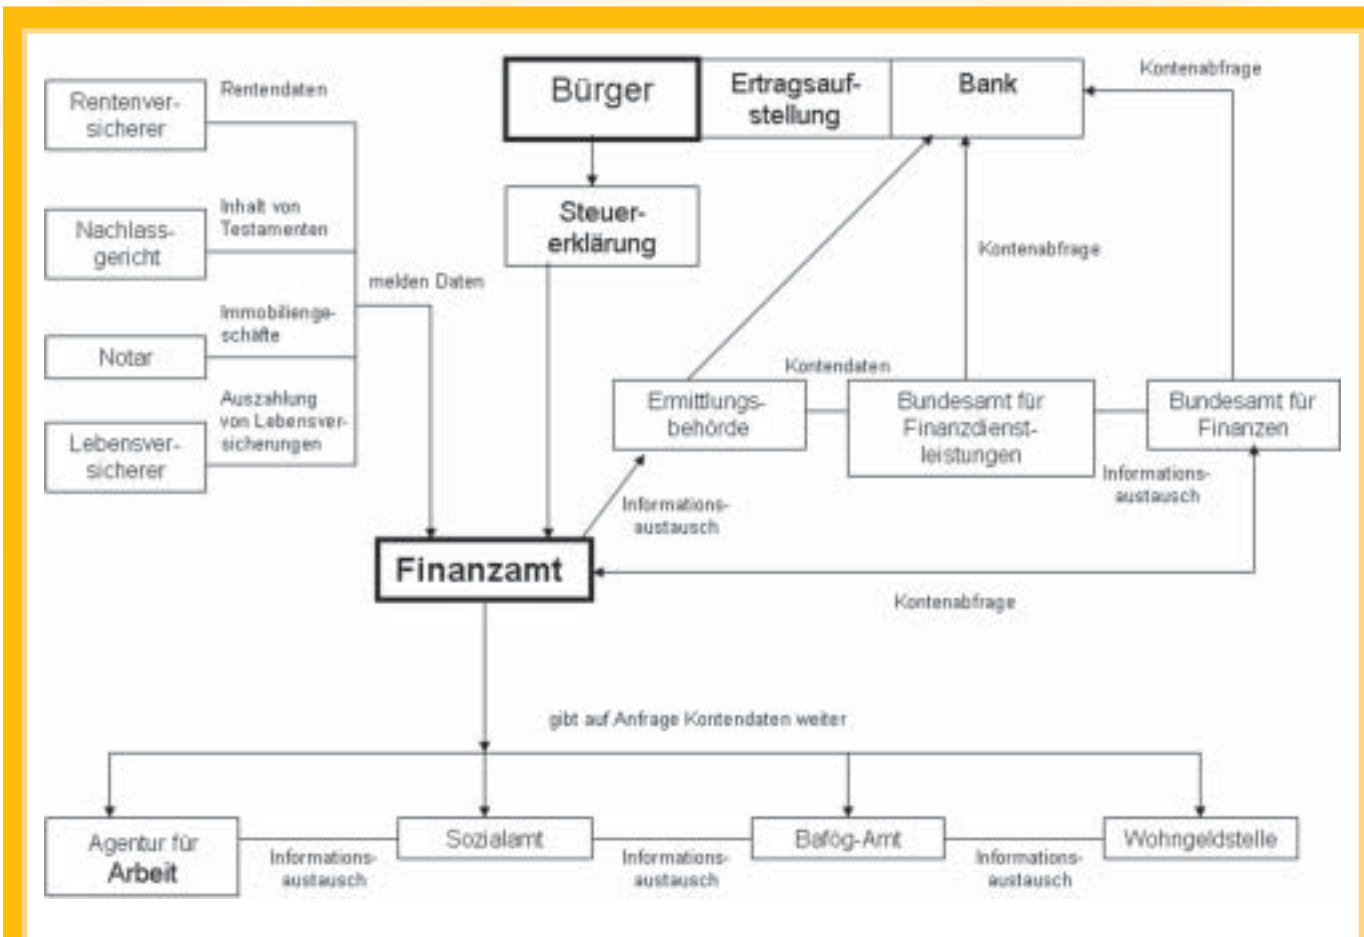 Rentenver-
sicherer
Rentendaten
Nachlass-
gericht
Inhalt von
Testamenten
Notar
Immobilienge-
schäfte
Lebensver-
sicherer
Auszahlung
von Lebensver-
sicherungen
melden Daten
Bürger
Ertragsauf-
stellung
Bank
Kontenabfrage
Steuer-
erklärung
Kontenabfrage
Ermittlungs-
behörde
Kontendaten
Bundesamt für
Finanzdienst-
leistungen
Bundesamt für
Finanzen
Informations-
austausch
Informations-
austausch
Finanzamt
Kontenabfrage
gibt auf Anfrage Kontendaten weiter
Agentur für
Arbeit
Informations-
austausch
Sozialamt
Informations-
austausch
Bafög-Amt
Informations-
austausch
Wohngeldstelle